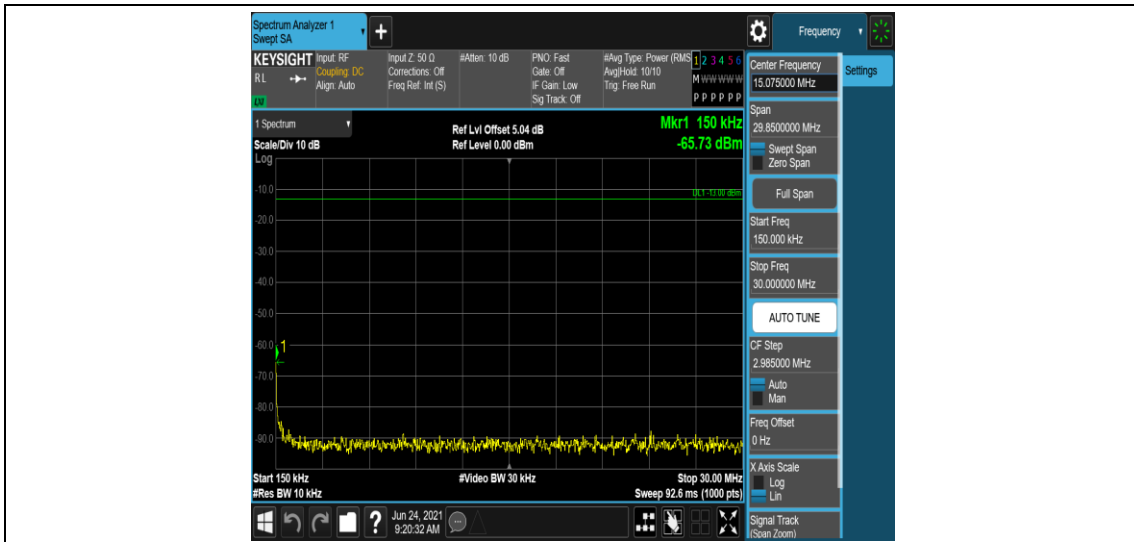 Spectrum Analyzer 1
Swept SA
+
Frequency
KEYSIGHT
RL
LXI
Input: RF
Coupling: DC
Align: Auto
Input Z: 50 Ω
Corrections: Off
Freq Ref: Int (S)
#Atten: 10 dB
PNO: Fast
Gate: Off
IF Gain: Low
Sig Track: Off
#Avg Type: Power (RMS
Avg|Hold: 10/10
Trig: Free Run
1 2 3 4 5 6
M W W W W W
P P P P P P
1 Spectrum
Scale/Div 10 dB
Log
Ref Lvl Offset 5.04 dB
Ref Level 0.00 dBm
Mkr1 150 kHz
-65.73 dBm
DL1 -13.00 dBm
-10.0
-20.0
-30.0
-40.0
-50.0
-60.0
1
-70.0
-80.0
-90.0
Start 150 kHz
#Res BW 10 kHz
#Video BW 30 kHz
Stop 30.00 MHz
Sweep 92.6 ms (1000 pts)
?
Jun 24, 2021
9:20:32 AM
Center Frequency
15.075000 MHz
Settings
Span
29.8500000 MHz
Swept Span
Zero Span
Full Span
Start Freq
150.000 kHz
Stop Freq
30.000000 MHz
AUTO TUNE
CF Step
2.985000 MHz
Auto
Man
Freq Offset
0 Hz
X Axis Scale
Log
Lin
Signal Track
(Span Zoom)